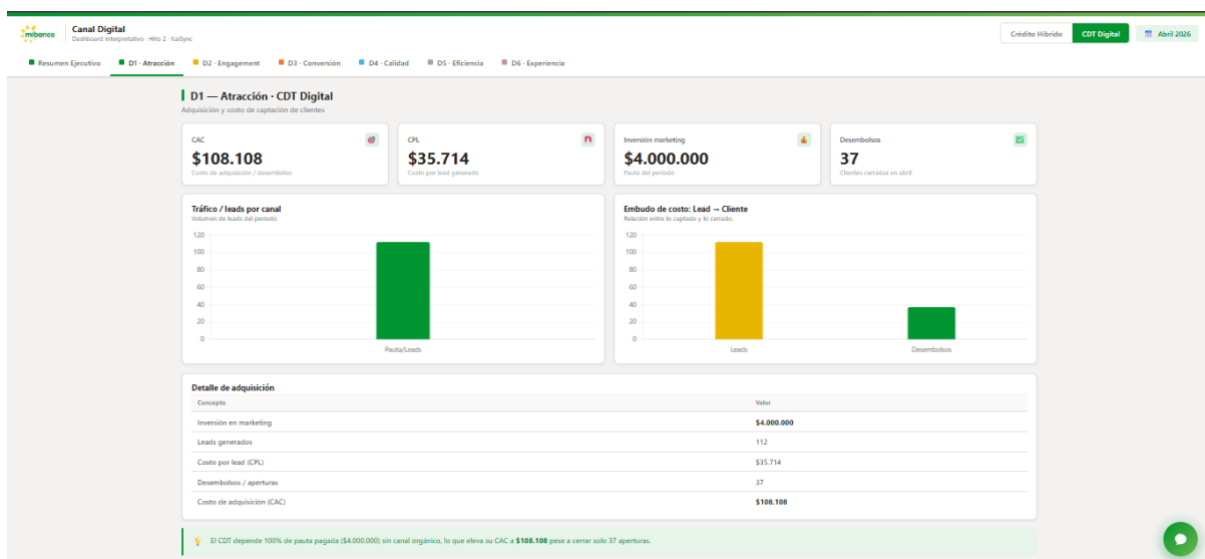 mibanco
Canal Digital
Dashboard Interpretativo · Hito 2 · KaiSync
Crédito Híbrido
CDT Digital
Abril 2026
Resumen Ejecutivo
D1 · Atracción
D2 · Engagement
D3 · Conversión
D4 · Calidad
D5 · Eficiencia
D6 · Experiencia
D1 — Atracción · CDT Digital
Adquisición y costo de captación de clientes
CAC
$108.108
Costo de adquisición / desembolso
CPL
$35.714
Costo por lead generado
Inversión marketing
$4.000.000
Pauta del periodo
Desembolsos
37
Clientes cerrados en abril
Tráfico / leads por canal
Volumen de leads del periodo
120
100
80
60
40
20
0
Pauta/Leads
Embudo de costo: Lead → Cliente
Relación entre lo captado y lo cerrado
120
100
80
60
40
20
0
Leads
Desembolsos
Detalle de adquisición
Concepto Valor
Inversión en marketing $4.000.000
Leads generados 112
Costo por lead (CPL) $35.714
Desembolsos / aperturas 37
Costo de adquisición (CAC) $108.108
El CDT depende 100% de pauta pagada ($4.000.000) sin canal orgánico, lo que eleva su CAC a $108.108 pese a cerrar solo 37 aperturas.